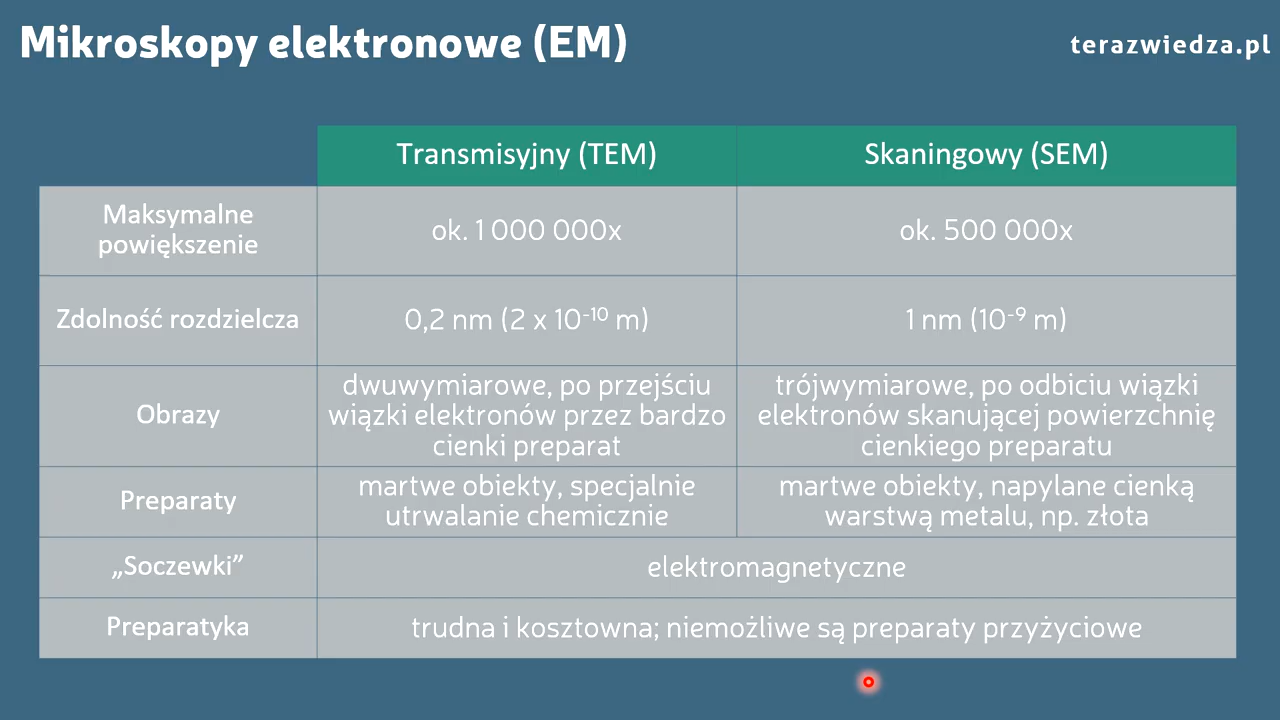 Mikroskopy elektronowe (EM)
terazwiedza.pl
Transmisyjny (TEM)
Skaningowy (SEM)
Maksymalne
powiększenie
ok. 1 000 000x
ok. 500 000x
Zdolność rozdzielcza
0,2 nm (2 x 10⁻¹⁰ m)
1 nm (10⁻⁹ m)
Obrazy
dwuwymiarowe, po przejściu
wiązki elektronów przez bardzo
cienki preparat
trójwymiarowe, po odbiciu wiązki
elektronów skanującej powierzchnię
cienkiego preparatu
Preparaty
martwe obiekty, specjalnie
utrwalanie chemicznie
martwe obiekty, napylane cienką
warstwą metalu, np. złota
„Soczewki”
elektromagnetyczne
Preparatyka
trudna i kosztowna; niemożliwe są preparaty przyżyciowe